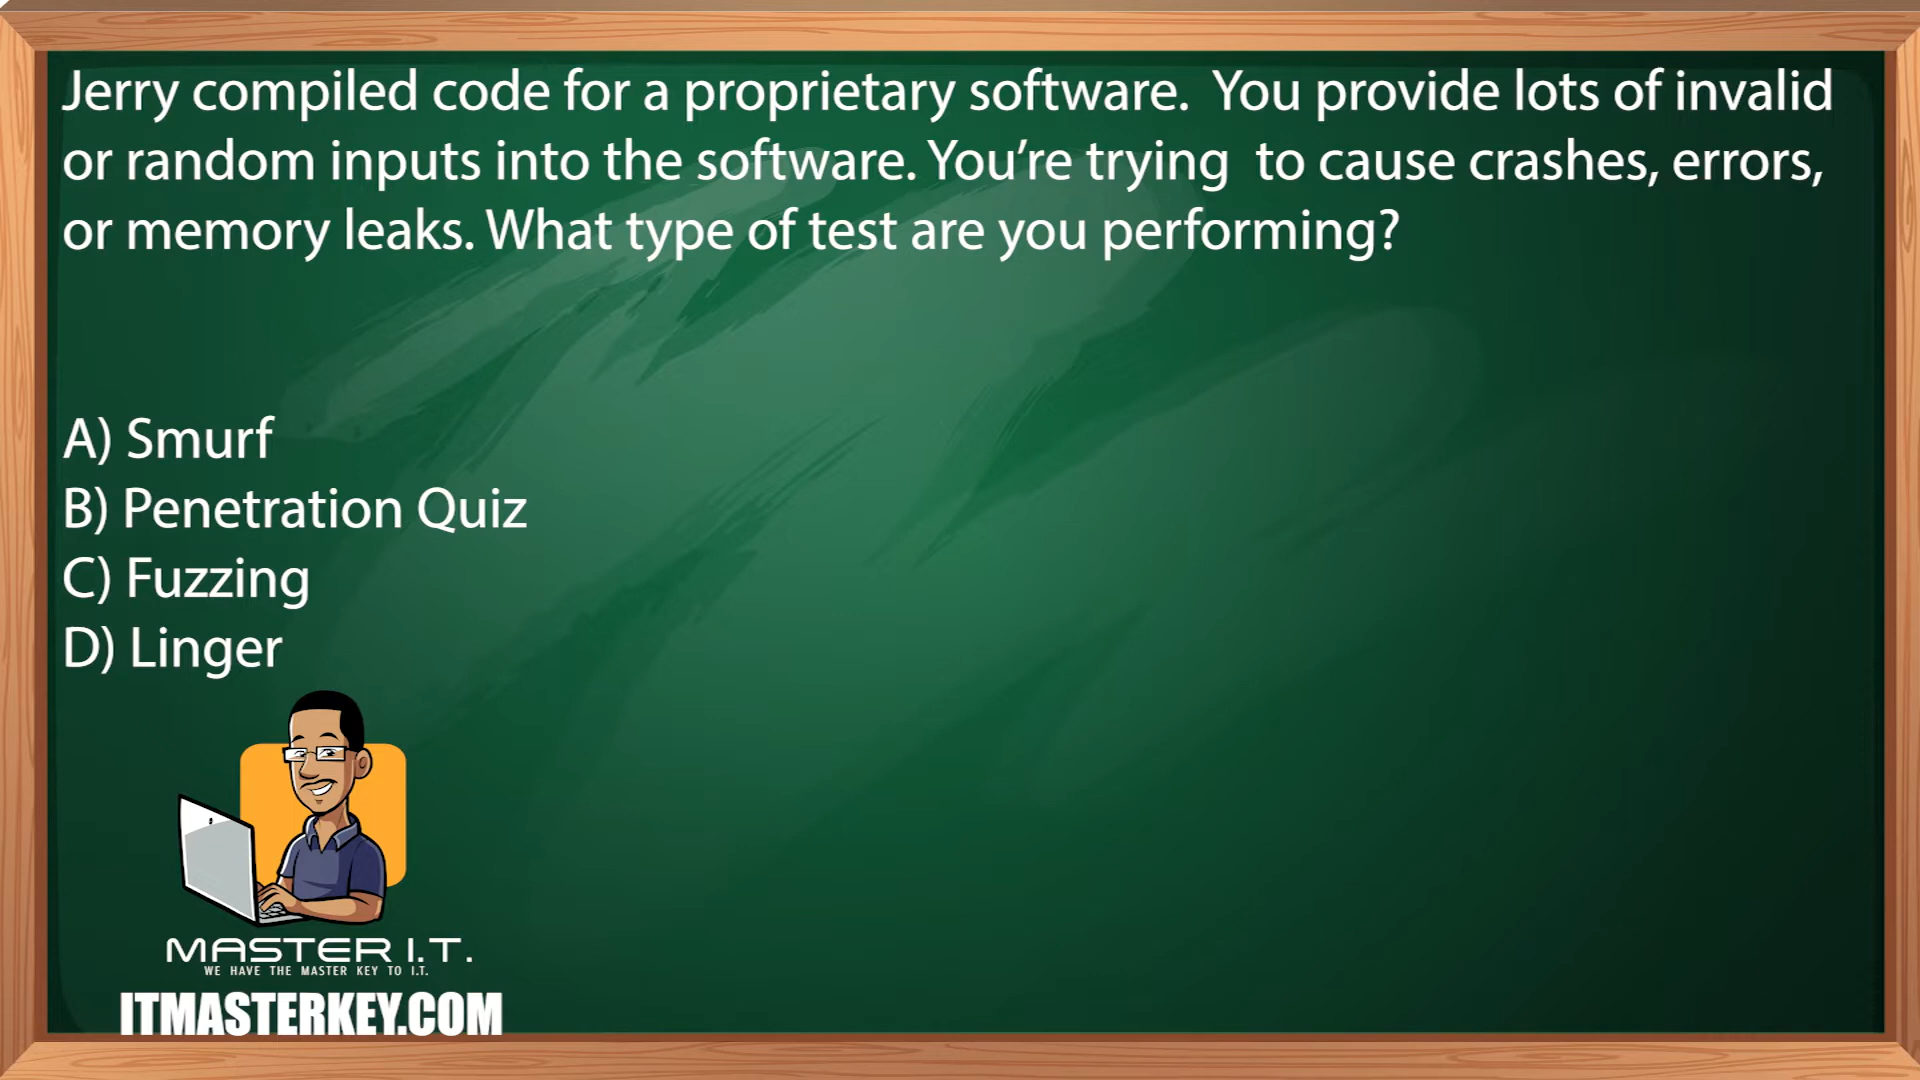 Jerry compiled code for a proprietary software.  You provide lots of invalid
or random inputs into the software. You’re trying  to cause crashes, errors,
or memory leaks. What type of test are you performing?
A) Smurf
B) Penetration Quiz
C) Fuzzing
D) Linger
MASTER I.T.
WE HAVE THE MASTER KEY TO I.T.
ITMASTERKEY.COM